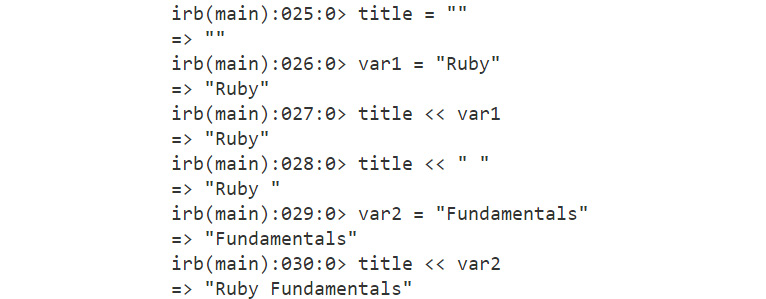 irb(main):025:0> title = ""
=> ""
irb(main):026:0> var1 = "Ruby"
=> "Ruby"
irb(main):027:0> title << var1
=> "Ruby"
irb(main):028:0> title << " "
=> "Ruby "
irb(main):029:0> var2 = "Fundamentals"
=> "Fundamentals"
irb(main):030:0> title << var2
=> "Ruby Fundamentals"